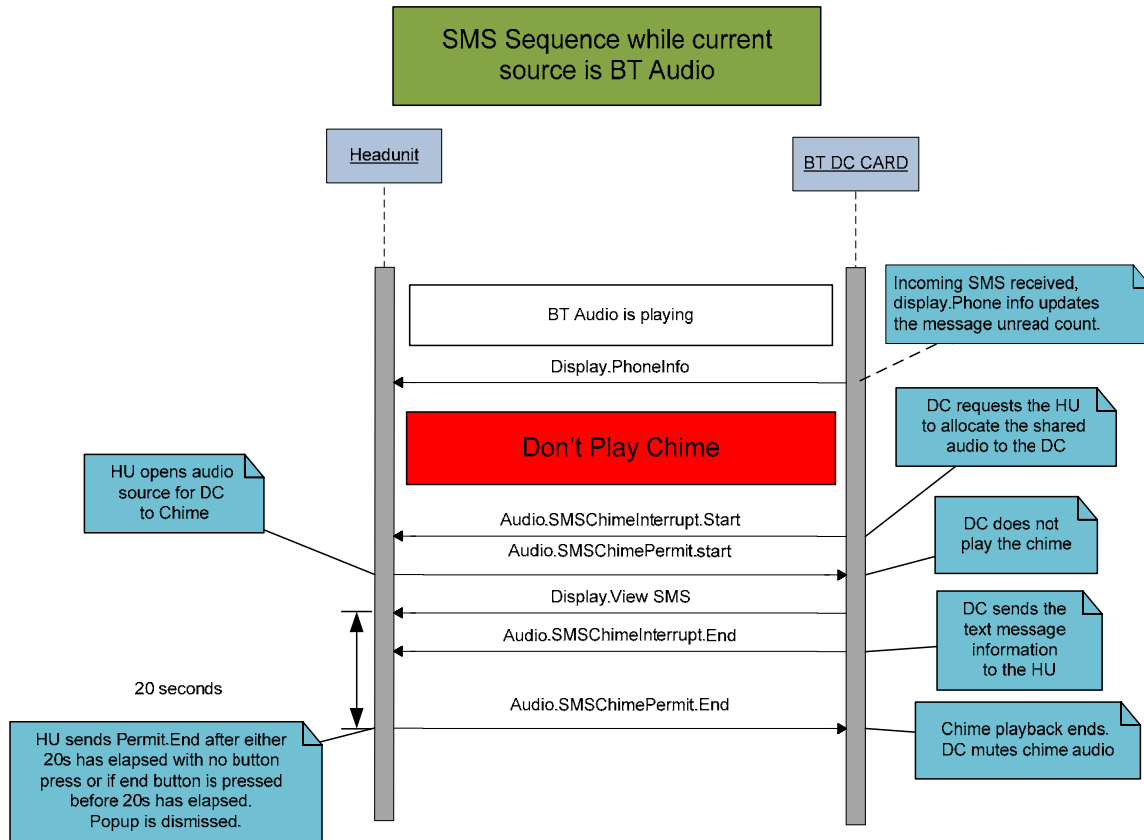 SMS Sequence while current
source is BT Audio
Headunit
BT DC CARD
Incoming SMS received,
display.Phone info updates
the message unread count.
BT Audio is playing
Display.PhoneInfo
DC requests the HU
to allocate the shared
audio to the DC
Don't Play Chime
HU opens audio
source for DC
to Chime
Audio.SMSChimeInterrupt.Start
DC does not
play the chime
Audio.SMSChimePermit.start
Display.View SMS
DC sends the
text message
information
to the HU
Audio.SMSChimeInterrupt.End
20 seconds
Audio.SMSChimePermit.End
Chime playback ends.
DC mutes chime audio
HU sends Permit.End after either
20s has elapsed with no button
press or if end button is pressed
before 20s has elapsed.
Popup is dismissed.